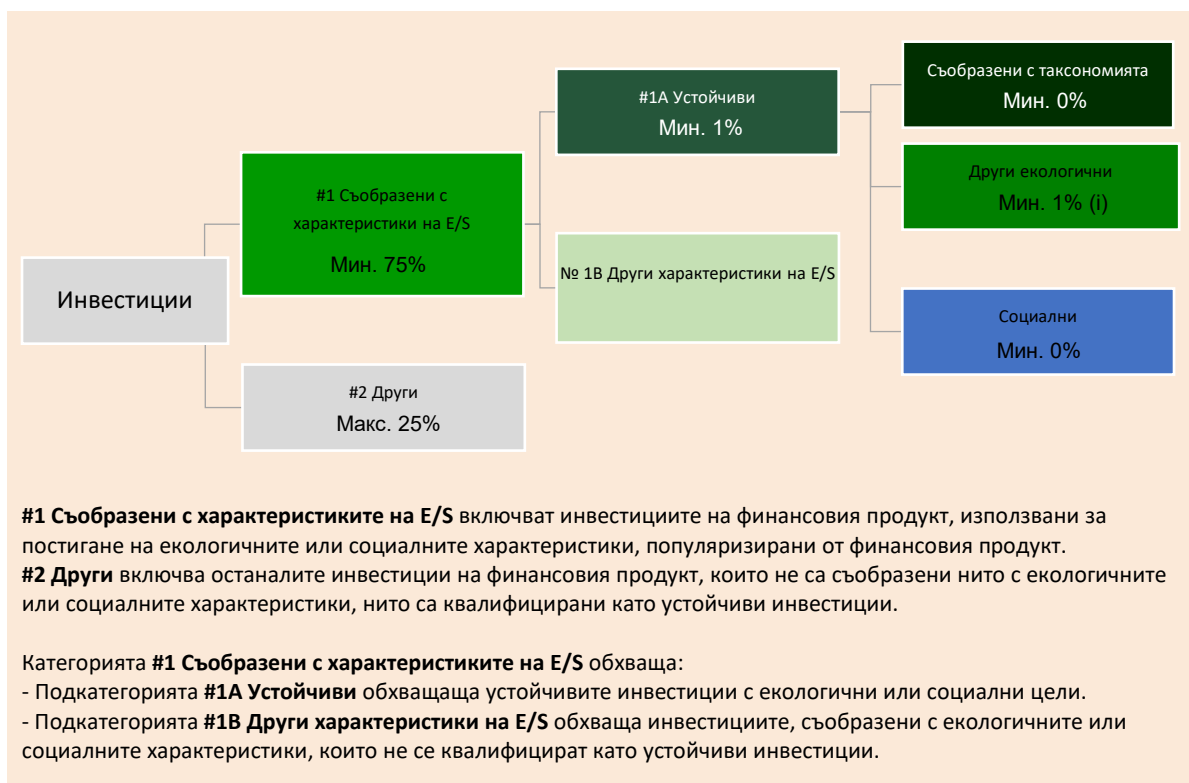 Инвестиции
#1 Съобразени с
характеристики на E/S
Мин. 75%
#2 Други
Макс. 25%
#1A Устойчиви
Мин. 1%
№ 1B Други характеристики на E/S
Съобразени с таксономията
Мин. 0%
Други екологични
Мин. 1% (i)
Социални
Мин. 0%
#1 Съобразени с характеристиките на E/S включват инвестициите на финансовия продукт, използвани за
постигане на екологичните или социалните характеристики, популяризирани от финансовия продукт.
#2 Други включва останалите инвестиции на финансовия продукт, които не са съобразени нито с екологичните
или социалните характеристики, нито са квалифицирани като устойчиви инвестиции.
Категорията #1 Съобразени с характеристиките на E/S обхваща:
- Подкатегорията #1A Устойчиви обхващаща устойчивите инвестиции с екологични или социални цели.
- Подкатегорията #1B Други характеристики на E/S обхваща инвестициите, съобразени с екологичните или
социалните характеристики, които не се квалифицират като устойчиви инвестиции.